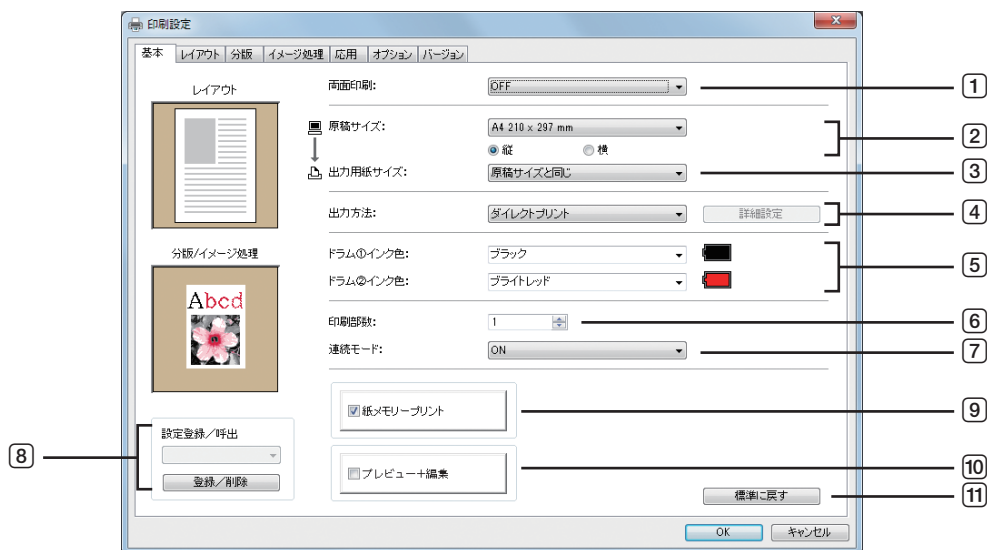 印刷設定
基本 レイアウト 分版 イメージ処理 応用 オプション バージョン
レイアウト
両面印刷: OFF 1
原稿サイズ: A4 210 x 297 mm
縦 横 2
出力用紙サイズ: 原稿サイズと同じ 3
出力方法: ダイレクトプリント 詳細設定 4
分版/イメージ処理
ドラム①インク色: ブラック
ドラム②インク色: ブライトレッド 5
Abcd
印刷部数: 1 6
連続モード: ON 7
紙メモリープリント 9
8 設定登録/呼出
登録/削除
プレビュー+編集 10
標準に戻す 11
OK キャンセル